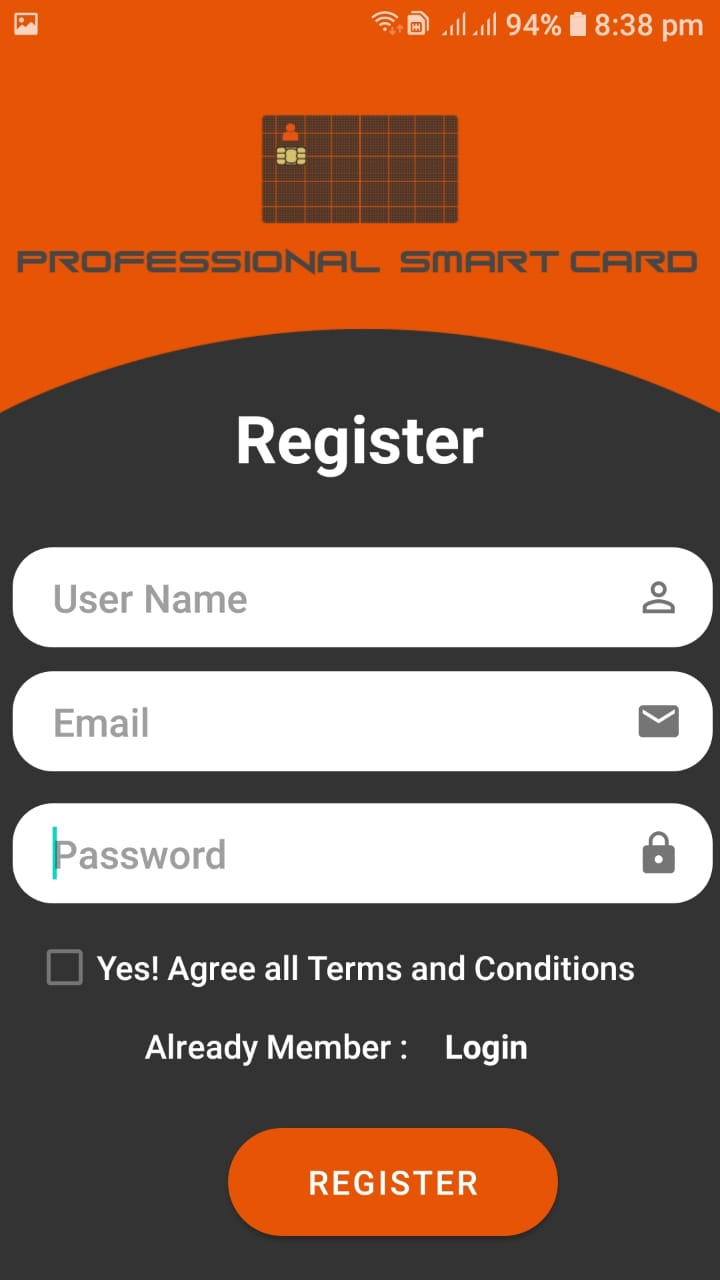 94% 8:38 pm
PROFESSIONAL SMART CARD
Register
User Name
Email
Password
Yes! Agree all Terms and Conditions
Already Member : Login
REGISTER